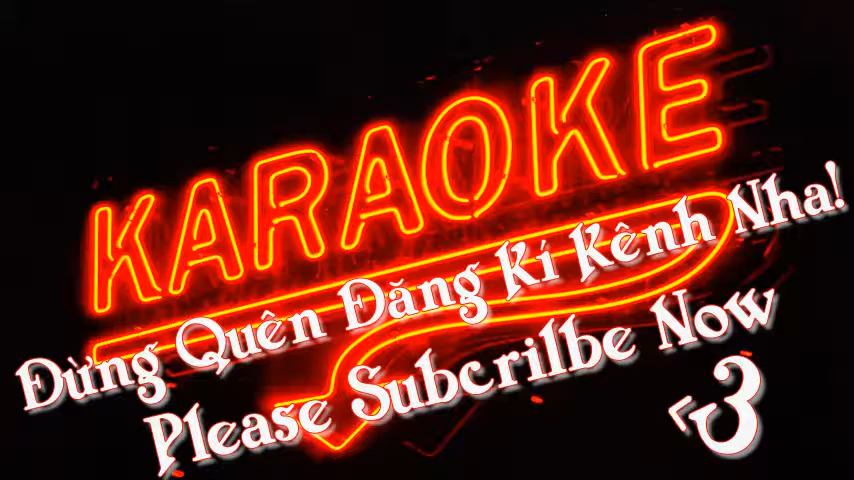 KARAOKE
Đừng Quên Đăng Kí Kênh Nha!
Please Subcrilbe Now
<3